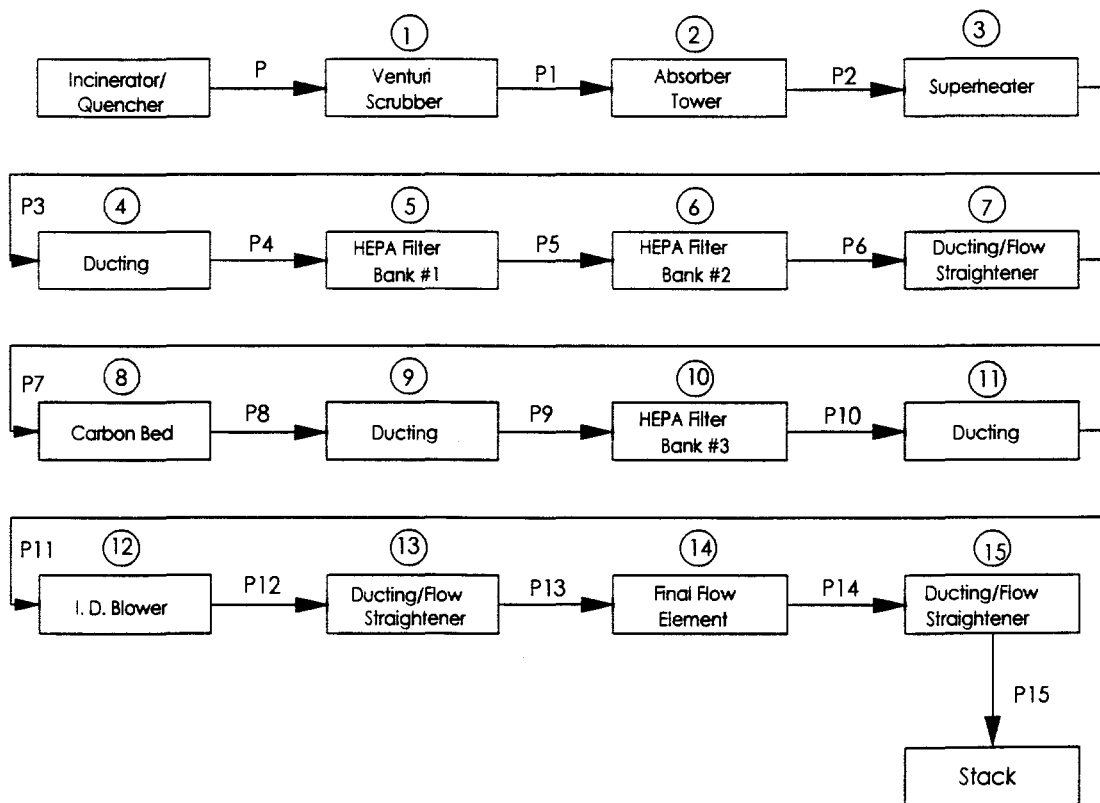 1
2
3
Incinerator/
Quencher
P
Venturi
Scrubber
P1
Absorber
Tower
P2
Superheater
P3
4
5
6
7
Ducting
P4
HEPA Filter
Bank #1
P5
HEPA Filter
Bank #2
P6
Ducting/Flow
Straightener
P7
8
9
10
11
Carbon Bed
P8
Ducting
P9
HEPA Filter
Bank #3
P10
Ducting
P11
12
13
14
15
I. D. Blower
P12
Ducting/Flow
Straightener
P13
Final Flow
Element
P14
Ducting/Flow
Straightener
P15
Stack